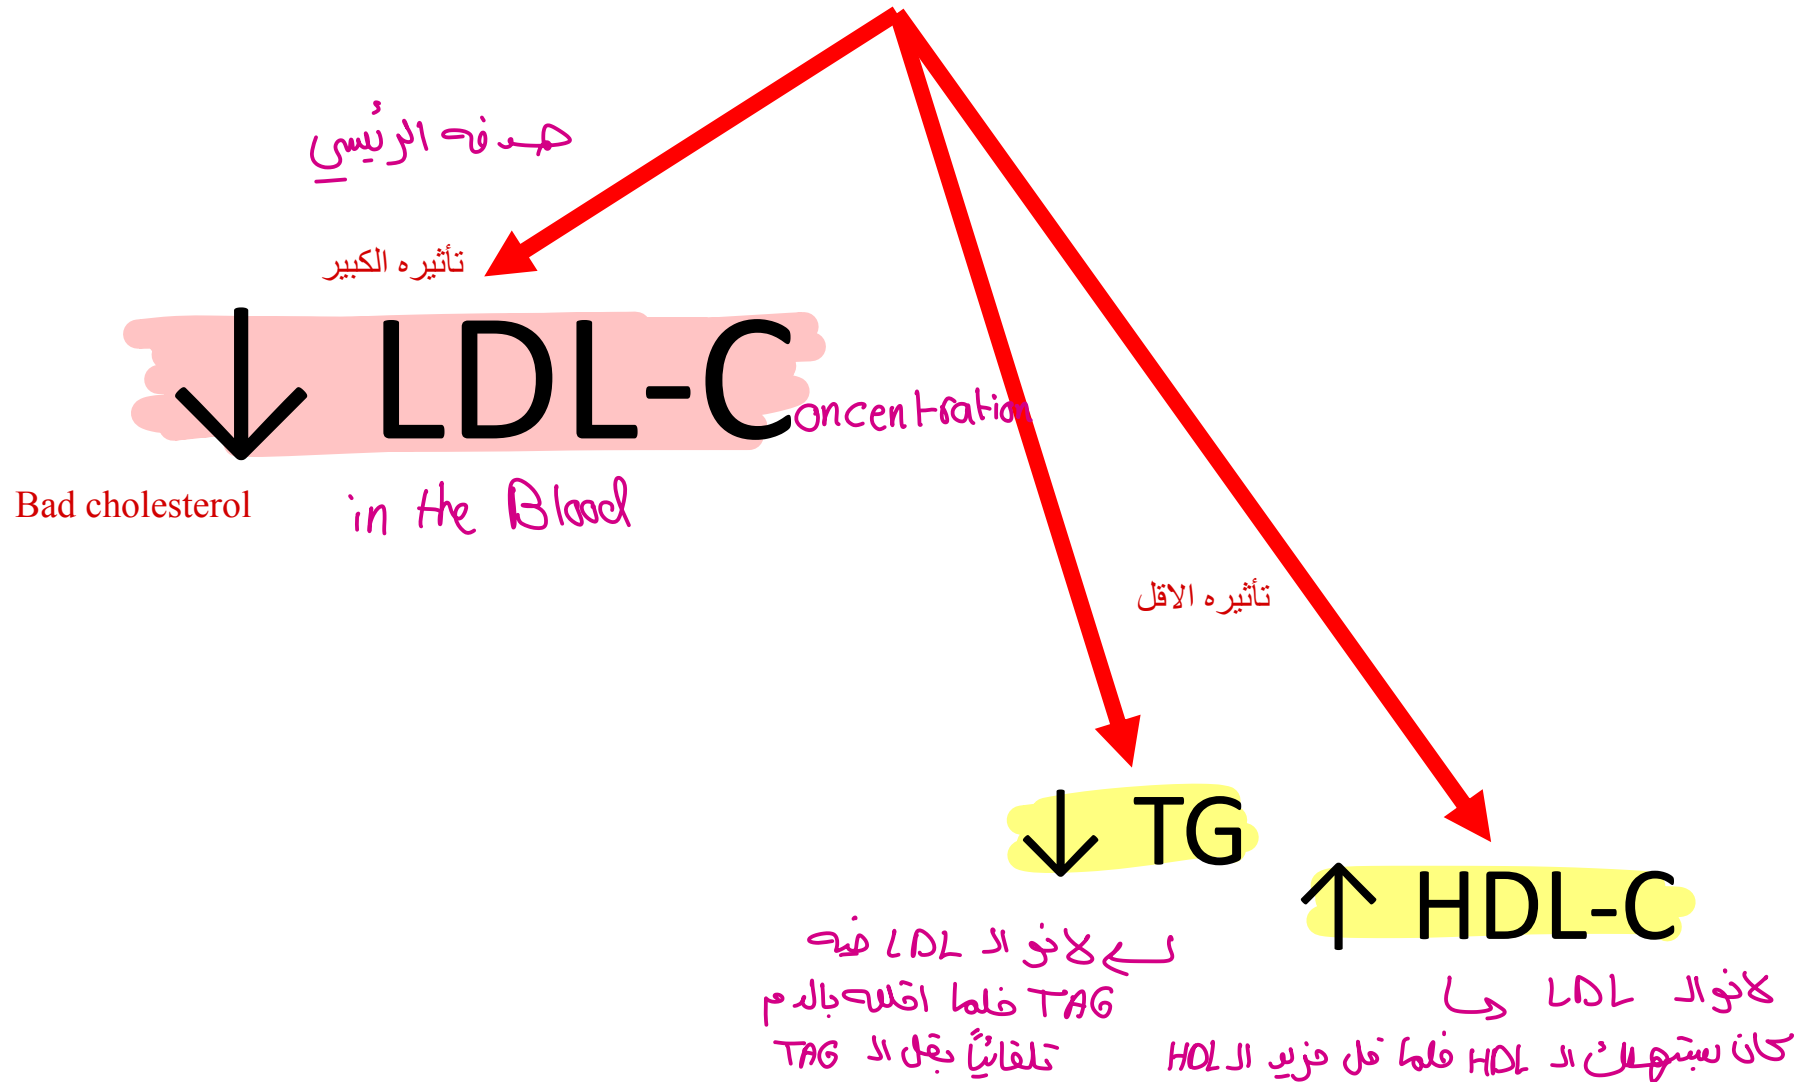 هدفه الرئيسي
تأثيره الكبير
↓ LDL-Concentration
Bad cholesterol
in the Blood
تأثيره الاقل
↓ TG
↑ HDL-C
لانو ال LDL فيه
TAG فلما اقلله بالدم
تلقائياً بقل ال TAG
لانو ال LDL
كان يستهلك ال HDL فلما قل فزيد ال HDL